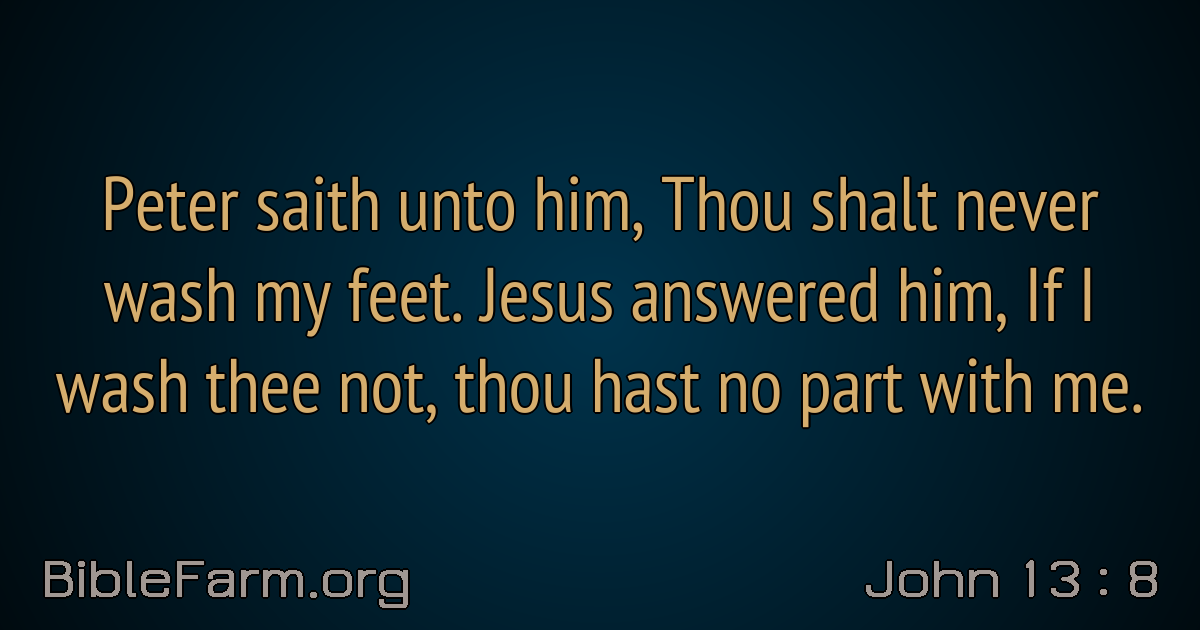 Peter saith unto him, Thou shalt never
wash my feet. Jesus answered him, If I
wash thee not, thou hast no part with me.
BibleFarm.org
John 13 : 8